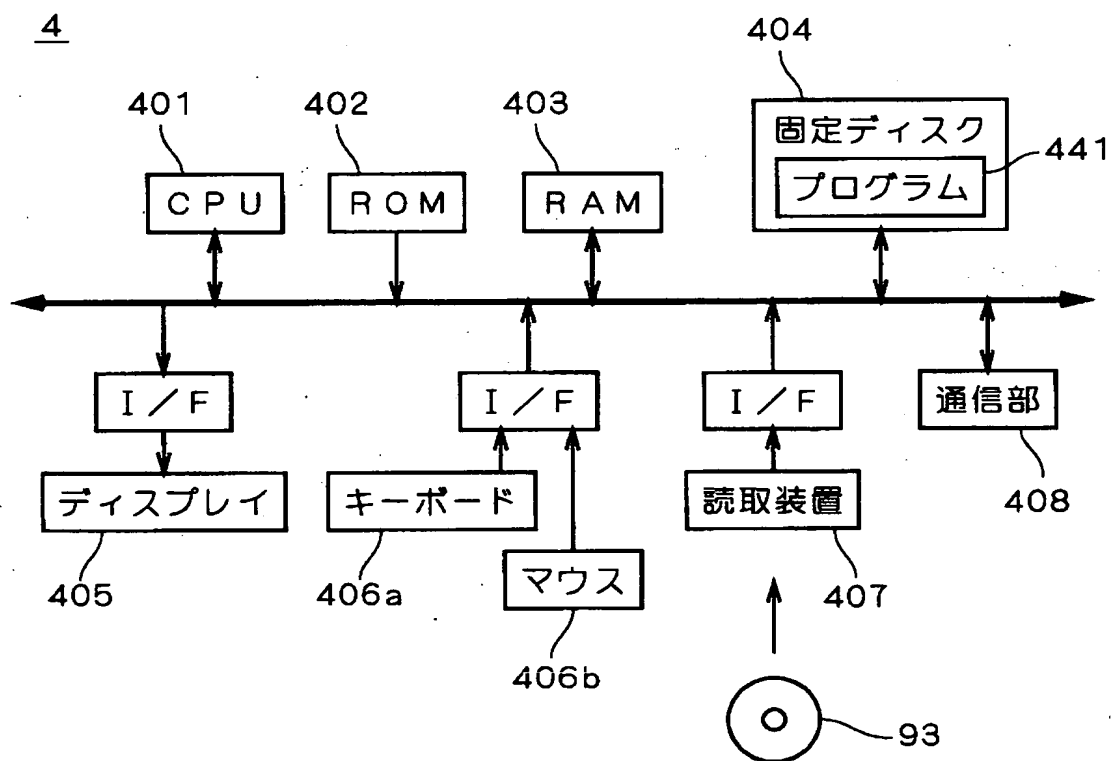 4
404
401
402
403
固定ディスク
441
プログラム
CPU
ROM
RAM
I/F
I/F
I/F
通信部
ディスプレイ
キーボード
読取装置
408
マウス
405
406a
407
406b
93